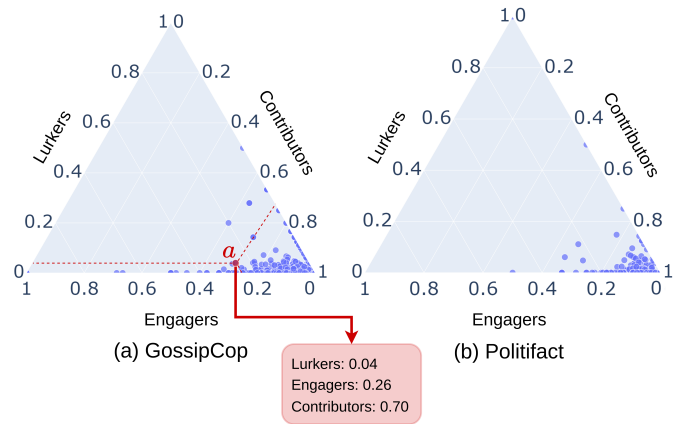 1 0
1 0
0.8 0.2
0.8 0.2
Lurkers
Contributors
Lurkers
Contributors
0.6 0.4
0.6 0.4
0.4 0.6
0.4 0.6
0.2 0.8
0.2 0.8
a
0 1
0 1
1 0.8 0.6 0.4 0.2 0
1 0.8 0.6 0.4 0.2 0
Engagers
Engagers
(a) GossipCop
(b) Politifact
Lurkers: 0.04
Engagers: 0.26
Contributors: 0.70